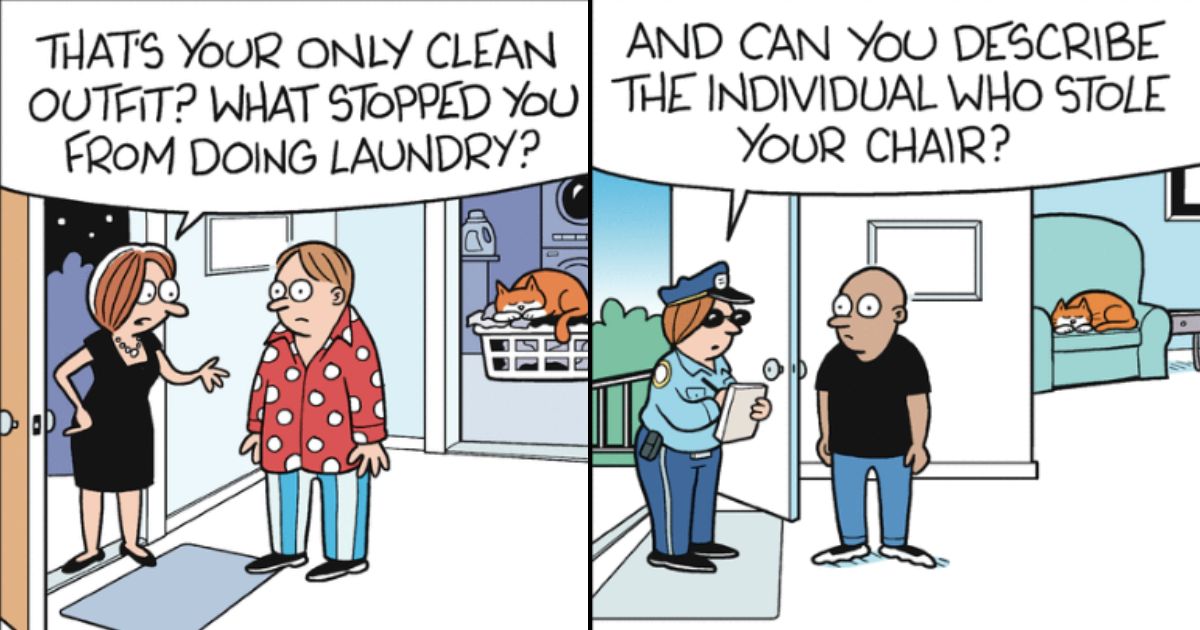 THAT'S YOUR ONLY CLEAN
OUTFIT? WHAT STOPPED YOU
FROM DOING LAUNDRY?
AND CAN YOU DESCRIBE
THE INDIVIDUAL WHO STOLE
YOUR CHAIR?